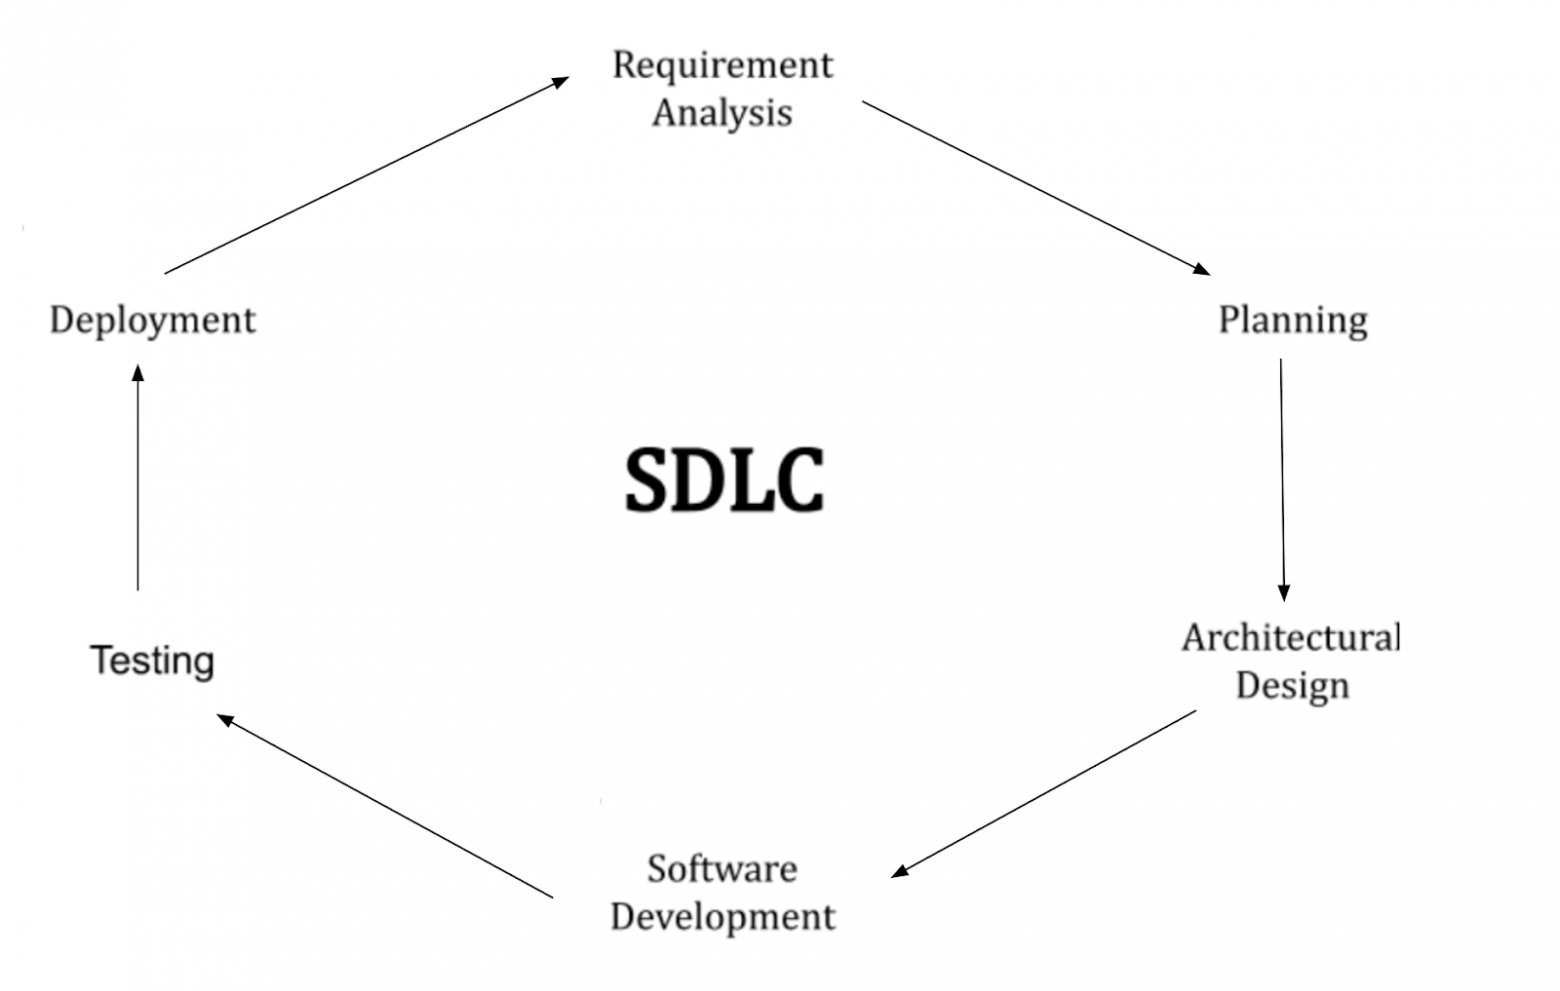 Requirement
Analysis
Deployment
Planning
SDLC
Architectural
Design
Testing
Software
Development